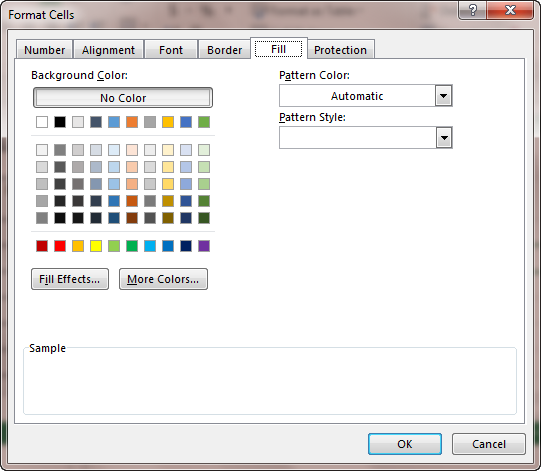 Format Cells
Number Alignment Font Border Fill Protection
Background Color: Pattern Color:
No Color Automatic
Pattern Style:
Fill Effects... More Colors...
Sample
OK Cancel